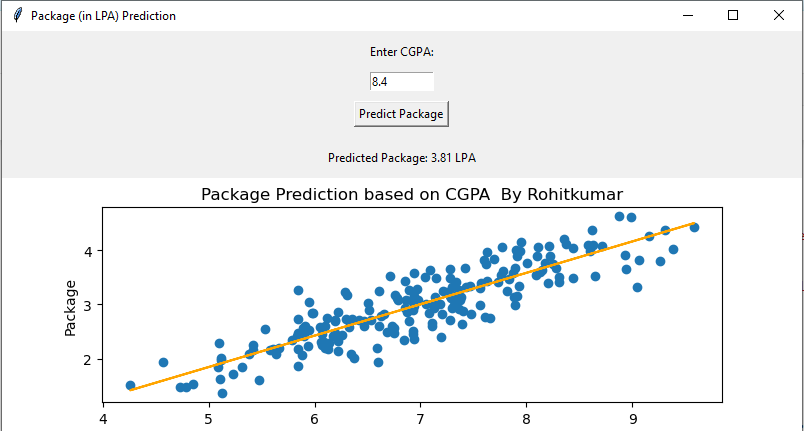 Package (in LPA) Prediction
Enter CGPA:
8.4
Predict Package
Predicted Package: 3.81 LPA
Package Prediction based on CGPA  By Rohitkumar
4
3
2
Package
4 5 6 7 8 9